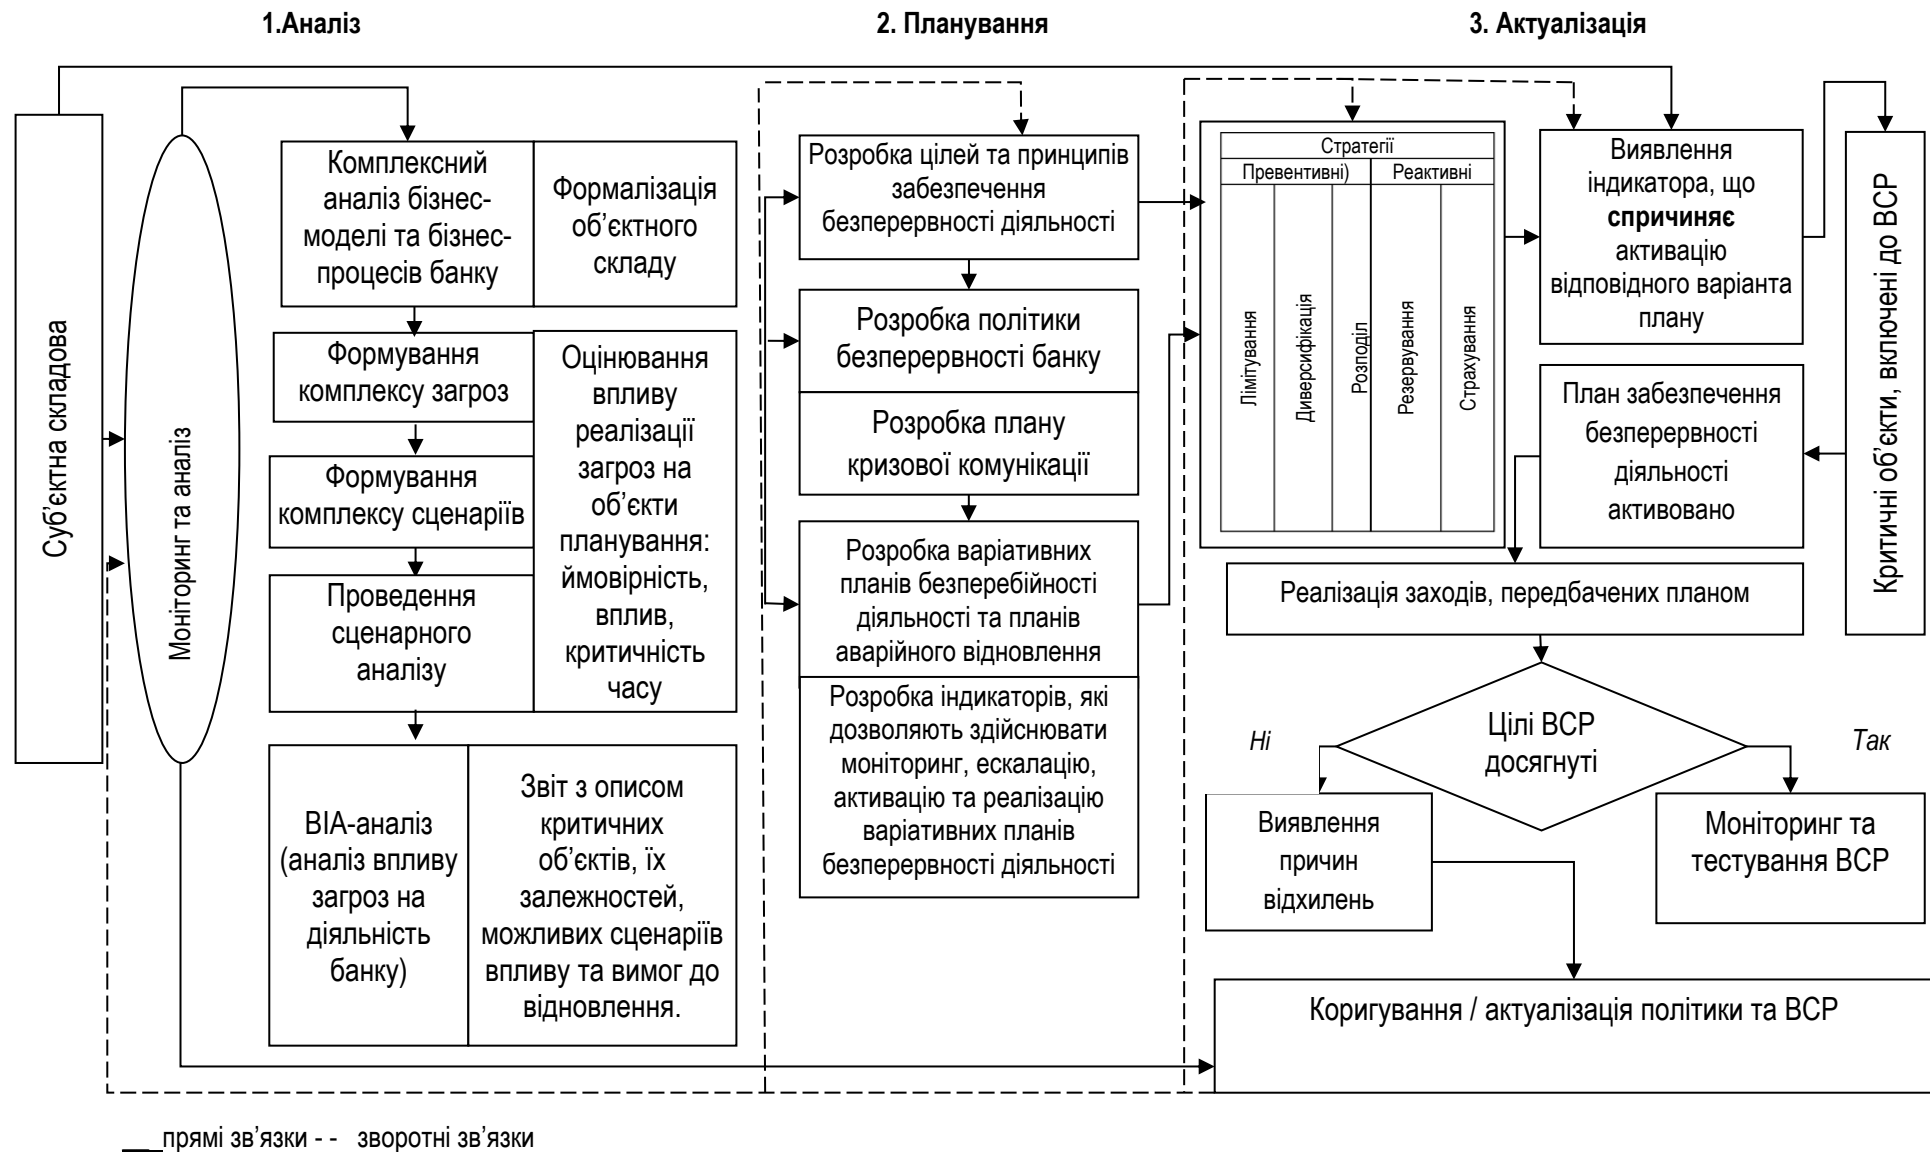 1.Аналіз
2. Планування
3. Актуалізація
Суб’єктна складова
Моніторинг та аналіз
Комплексний
аналіз бізнес-
моделі та бізнес-
процесів банку
Формалізація
об’єктного
складу
Формування
комплексу загроз
Формування
комплексу сценаріїв
Проведення
сценарного
аналізу
Оцінювання
впливу
реалізації
загроз на
об’єкти
планування:
ймовірність,
вплив,
критичність
часу
BIA-аналіз
(аналіз впливу
загроз на
діяльність
банку)
Звіт з описом
критичних
об’єктів, їх
залежностей,
можливих сценаріїв
впливу та вимог до
відновлення.
Розробка цілей та принципів
забезпечення
безперервності діяльності
Розробка політики
безперервності банку
Розробка плану
кризової комунікації
Розробка варіативних
планів безперебійності
діяльності та планів
аварійного відновлення
Розробка індикаторів, які
дозволяють здійснювати
моніторинг, ескалацію,
активацію та реалізацію
варіативних планів
безперервності діяльності
Стратегії
Превентивні)
Реактивні
Лімітування
Диверсифікація
Розподіл
Резервування
Страхування
Виявлення
індикатора, що
спричиняє
активацію
відповідного варіанта
плану
План забезпечення
безперервності
діяльності
активовано
Критичні об’єкти, включені до BCP
Реалізація заходів, передбачених планом
Цілі BCP
досягнуті
Ні
Так
Виявлення
причин
відхилень
Моніторинг та
тестування BCP
Коригування / актуалізація політики та BCP
прямі зв’язки - - зворотні зв’язки